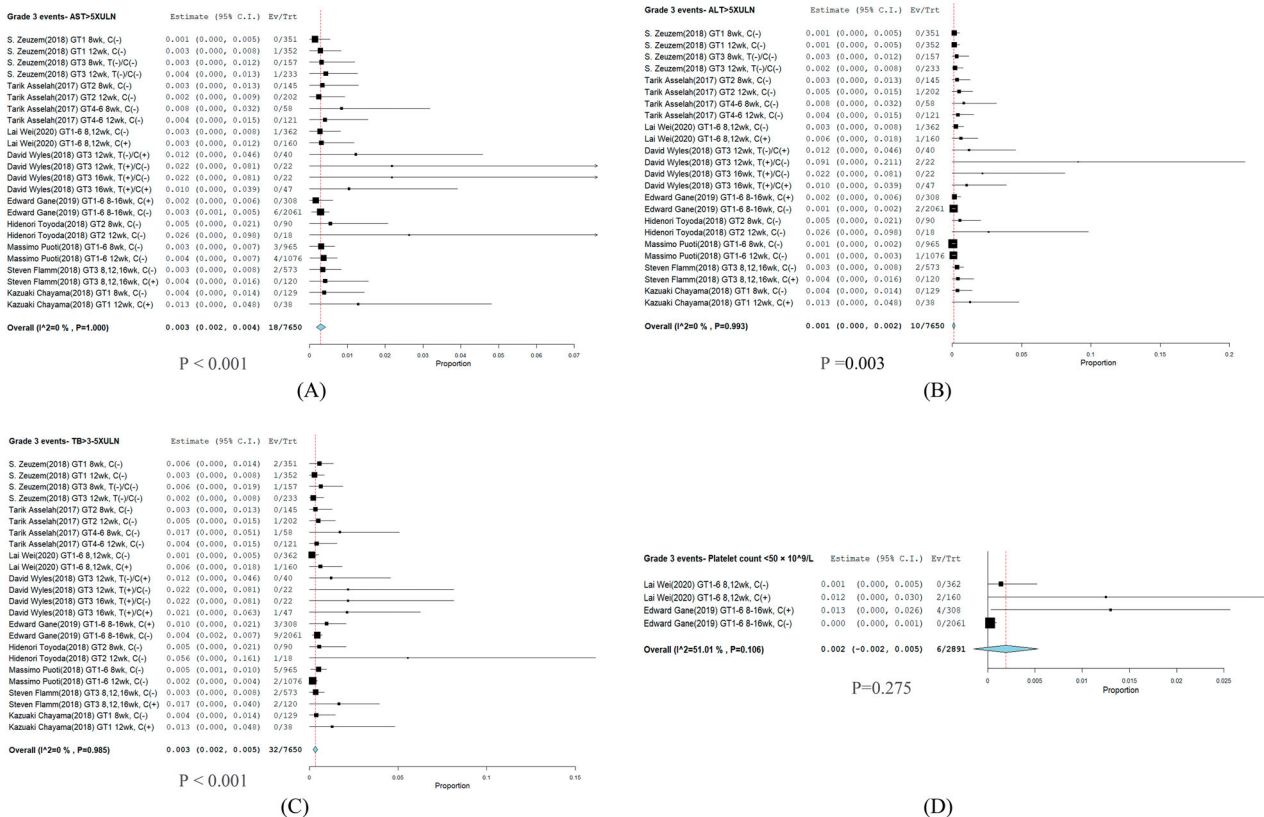 Grade 3 events- AST>5XULN Estimate (95% C.I.) Ev/Trt
S. Zeuzem(2018) GT1 8wk, C(-) 0.001 (0.000, 0.005) 0/351
S. Zeuzem(2018) GT1 12wk, C(-) 0.003 (0.000, 0.008) 1/352
S. Zeuzem(2018) GT3 8wk, T(-)/C(-) 0.003 (0.000, 0.012) 0/157
S. Zeuzem(2018) GT3 12wk, T(-)/C(-) 0.004 (0.000, 0.013) 1/233
Tarik Asselah(2017) GT2 8wk, C(-) 0.003 (0.000, 0.013) 0/145
Tarik Asselah(2017) GT2 12wk, C(-) 0.002 (0.000, 0.009) 0/202
Tarik Asselah(2017) GT4-6 8wk, C(-) 0.008 (0.000, 0.032) 0/58
Tarik Asselah(2017) GT4-6 12wk, C(-) 0.004 (0.000, 0.015) 0/121
Lai Wei(2020) GT1-6 8,12wk, C(-) 0.003 (0.000, 0.008) 1/362
Lai Wei(2020) GT1-6 8,12wk, C(+) 0.003 (0.000, 0.012) 0/160
David Wyles(2018) GT3 12wk, T(-)/C(+) 0.012 (0.000, 0.046) 0/40
David Wyles(2018) GT3 12wk, T(+)/C(-) 0.022 (0.000, 0.081) 0/22
David Wyles(2018) GT3 16wk, T(+)/C(-) 0.022 (0.000, 0.081) 0/22
David Wyles(2018) GT3 16wk, T(+)/C(+) 0.010 (0.000, 0.039) 0/47
Edward Gane(2019) GT1-6 8-16wk, C(+) 0.002 (0.000, 0.006) 0/308
Edward Gane(2019) GT1-6 8-16wk, C(-) 0.003 (0.001, 0.005) 6/2061
Hidenori Toyoda(2018) GT2 8wk, C(-) 0.005 (0.000, 0.021) 0/90
Hidenori Toyoda(2018) GT2 12wk, C(-) 0.026 (0.000, 0.098) 0/18
Massimo Puoti(2018) GT1-6 8wk, C(-) 0.003 (0.000, 0.007) 3/965
Massimo Puoti(2018) GT1-6 12wk, C(-) 0.004 (0.000, 0.007) 4/1076
Steven Flamm(2018) GT3 8,12,16wk, C(-) 0.003 (0.000, 0.008) 2/573
Steven Flamm(2018) GT3 8,12,16wk, C(+) 0.004 (0.000, 0.016) 0/120
Kazuaki Chayama(2018) GT1 8wk, C(-) 0.004 (0.000, 0.014) 0/129
Kazuaki Chayama(2018) GT1 12wk, C(+) 0.013 (0.000, 0.048) 0/38
Overall (I^2=0 % , P=1.000) 0.003 (0.002, 0.004) 18/7650
0 0.01 0.02 0.03 0.04 0.05 0.06 0.07
Proportion
P < 0.001
(A)
Grade 3 events- ALT>5XULN Estimate (95% C.I.) Ev/Trt
S. Zeuzem(2018) GT1 8wk, C(-) 0.001 (0.000, 0.005) 0/351
S. Zeuzem(2018) GT1 12wk, C(-) 0.001 (0.000, 0.005) 0/352
S. Zeuzem(2018) GT3 8wk, T(-)/C(-) 0.003 (0.000, 0.012) 0/157
S. Zeuzem(2018) GT3 12wk, T(-)/C(-) 0.002 (0.000, 0.008) 0/233
Tarik Asselah(2017) GT2 8wk, C(-) 0.003 (0.000, 0.013) 0/145
Tarik Asselah(2017) GT2 12wk, C(-) 0.005 (0.000, 0.015) 1/202
Tarik Asselah(2017) GT4-6 8wk, C(-) 0.008 (0.000, 0.032) 0/58
Tarik Asselah(2017) GT4-6 12wk, C(-) 0.004 (0.000, 0.015) 0/121
Lai Wei(2020) GT1-6 8,12wk, C(-) 0.003 (0.000, 0.008) 1/362
Lai Wei(2020) GT1-6 8,12wk, C(+) 0.006 (0.000, 0.018) 1/160
David Wyles(2018) GT3 12wk, T(-)/C(+) 0.012 (0.000, 0.046) 0/40
David Wyles(2018) GT3 12wk, T(+)/C(-) 0.091 (0.000, 0.211) 2/22
David Wyles(2018) GT3 16wk, T(+)/C(-) 0.022 (0.000, 0.081) 0/22
David Wyles(2018) GT3 16wk, T(+)/C(+) 0.010 (0.000, 0.039) 0/47
Edward Gane(2019) GT1-6 8-16wk, C(+) 0.002 (0.000, 0.006) 0/308
Edward Gane(2019) GT1-6 8-16wk, C(-) 0.001 (0.000, 0.002) 2/2061
Hidenori Toyoda(2018) GT2 8wk, C(-) 0.005 (0.000, 0.021) 0/90
Hidenori Toyoda(2018) GT2 12wk, C(-) 0.026 (0.000, 0.098) 0/18
Massimo Puoti(2018) GT1-6 8wk, C(-) 0.001 (0.000, 0.002) 0/965
Massimo Puoti(2018) GT1-6 12wk, C(-) 0.001 (0.000, 0.003) 1/1076
Steven Flamm(2018) GT3 8,12,16wk, C(-) 0.003 (0.000, 0.008) 2/573
Steven Flamm(2018) GT3 8,12,16wk, C(+) 0.004 (0.000, 0.016) 0/120
Kazuaki Chayama(2018) GT1 8wk, C(-) 0.004 (0.000, 0.014) 0/129
Kazuaki Chayama(2018) GT1 12wk, C(+) 0.013 (0.000, 0.048) 0/38
Overall (I^2=0 % , P=0.993) 0.001 (0.000, 0.002) 10/7650
0 0.05 0.1 0.15 0.2
Proportion
P =0.003
(B)
Grade 3 events- TB>3-5XULN Estimate (95% C.I.) Ev/Trt
S. Zeuzem(2018) GT1 8wk, C(-) 0.006 (0.000, 0.014) 2/351
S. Zeuzem(2018) GT1 12wk, C(-) 0.003 (0.000, 0.008) 1/352
S. Zeuzem(2018) GT3 8wk, T(-)/C(-) 0.006 (0.000, 0.019) 1/157
S. Zeuzem(2018) GT3 12wk, T(-)/C(-) 0.002 (0.000, 0.008) 0/233
Tarik Asselah(2017) GT2 8wk, C(-) 0.003 (0.000, 0.013) 0/145
Tarik Asselah(2017) GT2 12wk, C(-) 0.005 (0.000, 0.015) 1/202
Tarik Asselah(2017) GT4-6 8wk, C(-) 0.017 (0.000, 0.051) 1/58
Tarik Asselah(2017) GT4-6 12wk, C(-) 0.004 (0.000, 0.015) 0/121
Lai Wei(2020) GT1-6 8,12wk, C(-) 0.001 (0.000, 0.005) 0/362
Lai Wei(2020) GT1-6 8,12wk, C(+) 0.006 (0.000, 0.018) 1/160
David Wyles(2018) GT3 12wk, T(-)/C(+) 0.012 (0.000, 0.046) 0/40
David Wyles(2018) GT3 12wk, T(+)/C(-) 0.022 (0.000, 0.081) 0/22
David Wyles(2018) GT3 16wk, T(+)/C(-) 0.022 (0.000, 0.081) 0/22
David Wyles(2018) GT3 16wk, T(+)/C(+) 0.021 (0.000, 0.063) 1/47
Edward Gane(2019) GT1-6 8-16wk, C(+) 0.010 (0.000, 0.021) 3/308
Edward Gane(2019) GT1-6 8-16wk, C(-) 0.004 (0.002, 0.007) 9/2061
Hidenori Toyoda(2018) GT2 8wk, C(-) 0.005 (0.000, 0.021) 0/90
Hidenori Toyoda(2018) GT2 12wk, C(-) 0.056 (0.000, 0.161) 1/18
Massimo Puoti(2018) GT1-6 8wk, C(-) 0.005 (0.001, 0.010) 5/965
Massimo Puoti(2018) GT1-6 12wk, C(-) 0.002 (0.000, 0.004) 2/1076
Steven Flamm(2018) GT3 8,12,16wk, C(-) 0.003 (0.000, 0.008) 2/573
Steven Flamm(2018) GT3 8,12,16wk, C(+) 0.017 (0.000, 0.040) 2/120
Kazuaki Chayama(2018) GT1 8wk, C(-) 0.004 (0.000, 0.014) 0/129
Kazuaki Chayama(2018) GT1 12wk, C(+) 0.013 (0.000, 0.048) 0/38
Overall (I^2=0 % , P=0.985) 0.003 (0.002, 0.005) 32/7650
0 0.05 0.1 0.15
Proportion
P < 0.001
(C)
Grade 3 events- Platelet count <50 × 10^9/L Estimate (95% C.I.) Ev/Trt
Lai Wei(2020) GT1-6 8,12wk, C(-) 0.001 (0.000, 0.005) 0/362
Lai Wei(2020) GT1-6 8,12wk, C(+) 0.012 (0.000, 0.030) 2/160
Edward Gane(2019) GT1-6 8-16wk, C(+) 0.013 (0.000, 0.026) 4/308
Edward Gane(2019) GT1-6 8-16wk, C(-) 0.000 (0.000, 0.001) 0/2061
Overall (I^2=51.01 % , P=0.106) 0.002 (-0.002, 0.005) 6/2891
0 0.005 0.01 0.015 0.02 0.025
Proportion
P=0.275
(D)